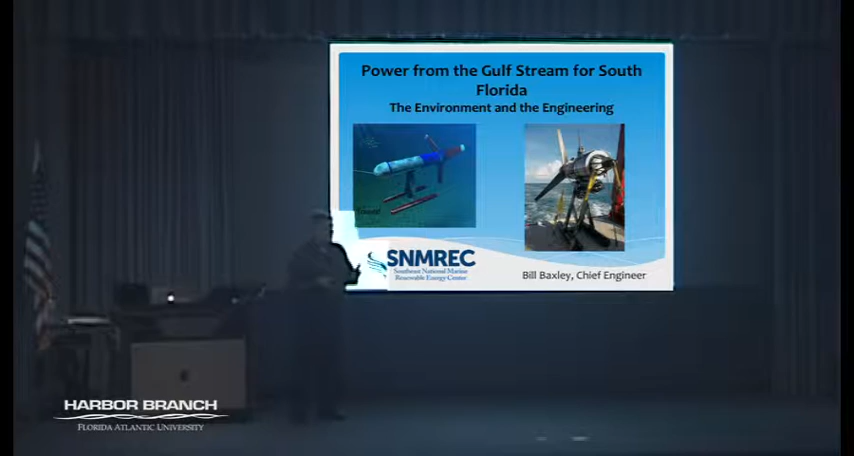 Power from the Gulf Stream for South
Florida
The Environment and the Engineering
SNMREC
Southeast National Marine
Renewable Energy Center
Bill Baxley, Chief Engineer
HARBOR BRANCH
FLORIDA ATLANTIC UNIVERSITY